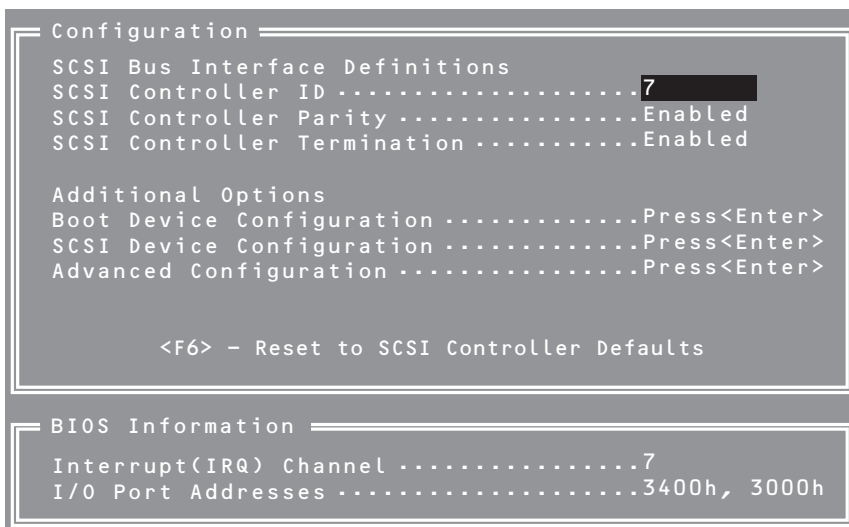 Configuration
SCSI Bus Interface Definitions
SCSI Controller ID ....................7
SCSI Controller Parity ................Enabled
SCSI Controller Termination ...........Enabled
Additional Options
Boot Device Configuration .............Press<Enter>
SCSI Device Configuration .............Press<Enter>
Advanced Configuration ................Press<Enter>
<F6> – Reset to SCSI Controller Defaults
BIOS Information
Interrupt(IRQ) Channel ................7
I/O Port Addresses ....................3400h, 3000h